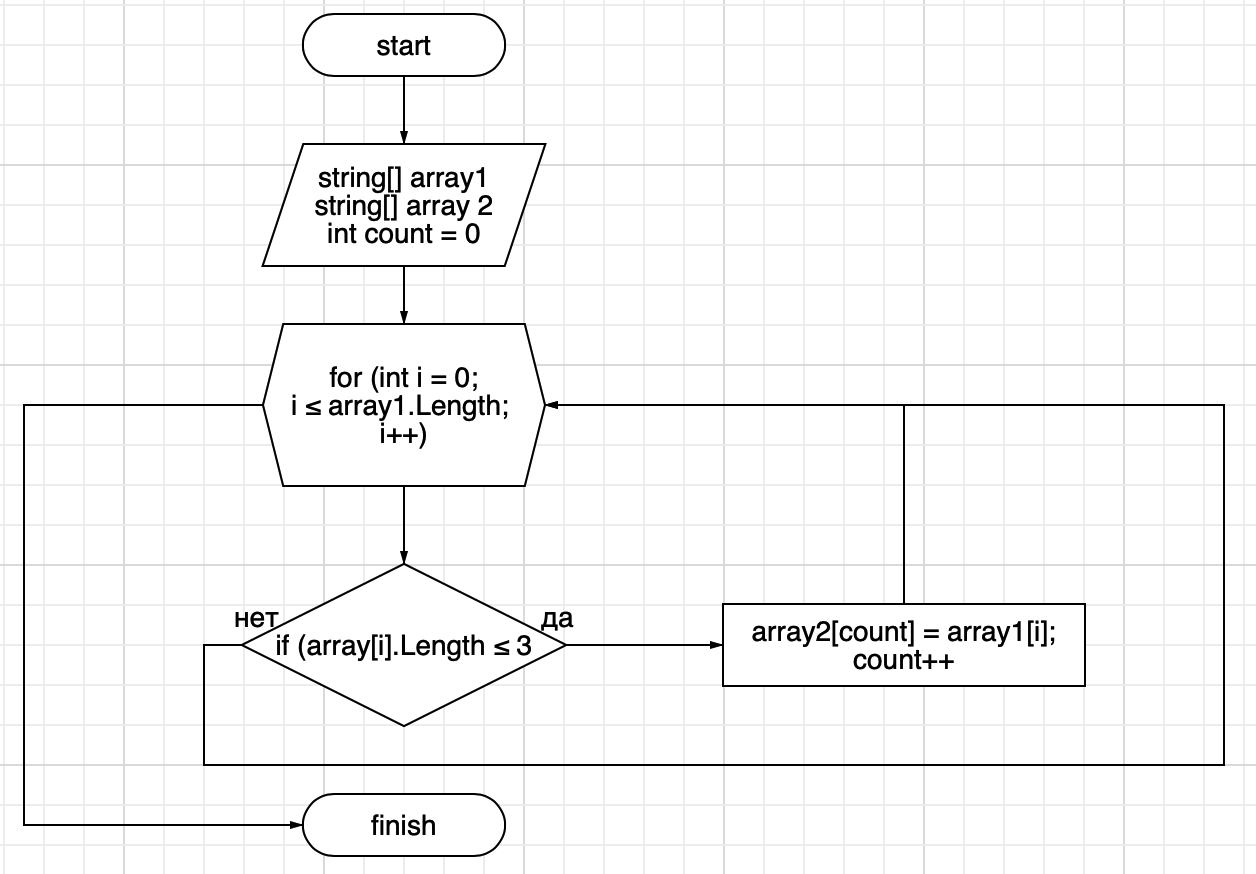 start
string[] array1
string[] array 2
int count = 0
for (int i = 0;
i ≤ array1.Length;
i++)
нет
да
if (array[i].Length ≤ 3
array2[count] = array1[i];
count++
finish